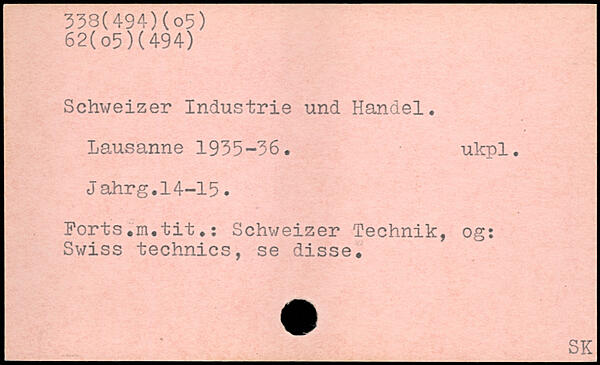 338(494)(05)
62(05)(494)
Schweizer Industrie und Handel.
Lausanne 1935-36. ukpl.
Jahrg.14-15.
Forts.m.tit.: Schweizer Technik, og:
Swiss technics, se disse.
SK